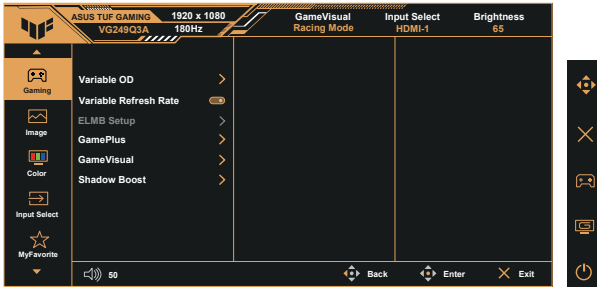 ASUS TUF GAMING 1920 x 1080 GameVisual Input Select Brightness
VG249Q3A 180Hz Racing Mode HDMI-1 65
Gaming
Image
Color
Input Select
MyFavorite
Variable OD
Variable Refresh Rate
ELMB Setup
GamePlus
GameVisual
Shadow Boost
50 Back Enter Exit